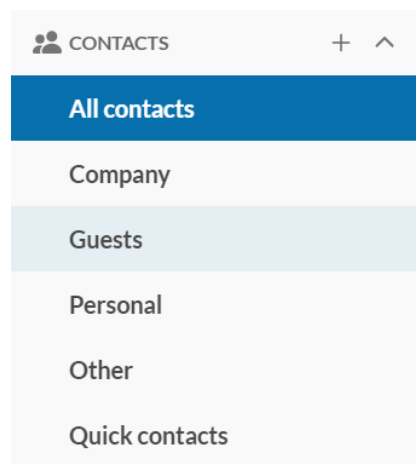 CONTACTS
All contacts
Company
Guests
Personal
Other
Quick contacts